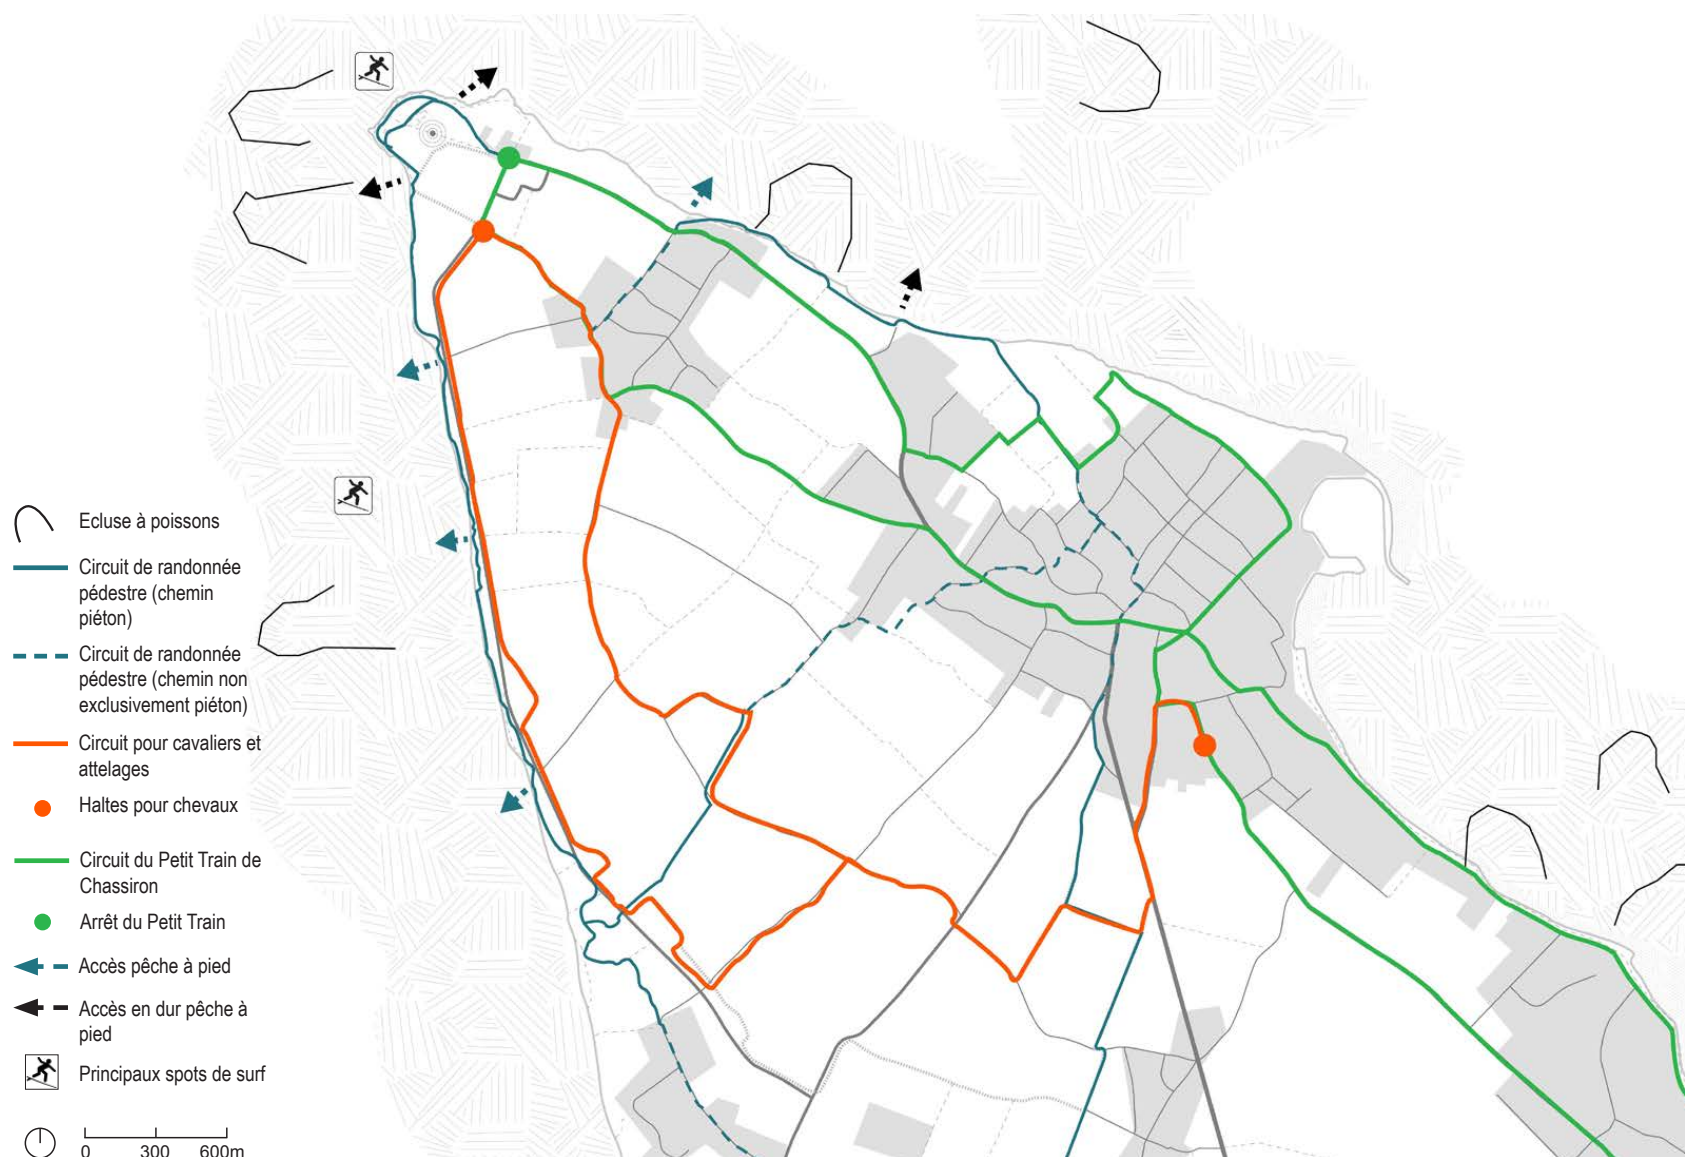 Ecluse à poissons
Circuit de randonnée
pédestre (chemin
piéton)
Circuit de randonnée
pédestre (chemin non
exclusivement piéton)
Circuit pour cavaliers et
attelages
Haltes pour chevaux
Circuit du Petit Train de
Chassiron
Arrêt du Petit Train
Accès pêche à pied
Accès en dur pêche à
pied
Principaux spots de surf
0 300 600m